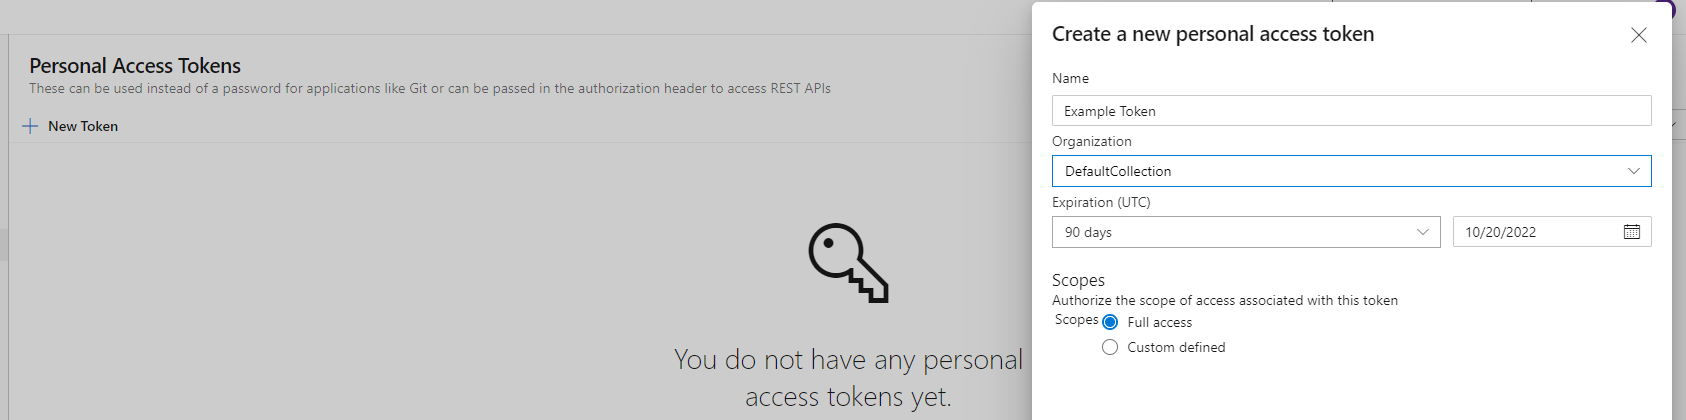 Personal Access Tokens
These can be used instead of a password for applications like Git or can be passed in the authorization header to access REST APIs
New Token
You do not have any personal
access tokens yet.
Create a new personal access token
Name
Example Token
Organization
DefaultCollection
Expiration (UTC)
90 days
10/20/2022
Scopes
Authorize the scope of access associated with this token
Scopes
Full access
Custom defined